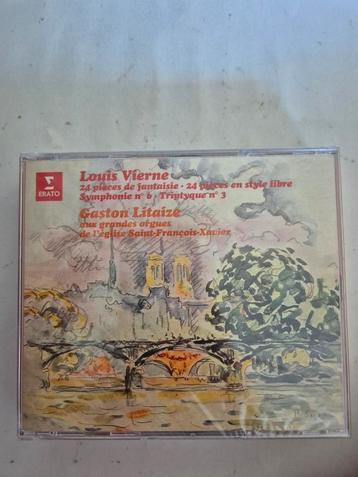 ERATO
Louis Vierne
24 pièces de fantaisie · 24 pièces en style libre
Symphonie n° 6 · Triptyque n° 3
Gaston Litaize
aux grandes orgues
de l'église Saint-François-Xavier